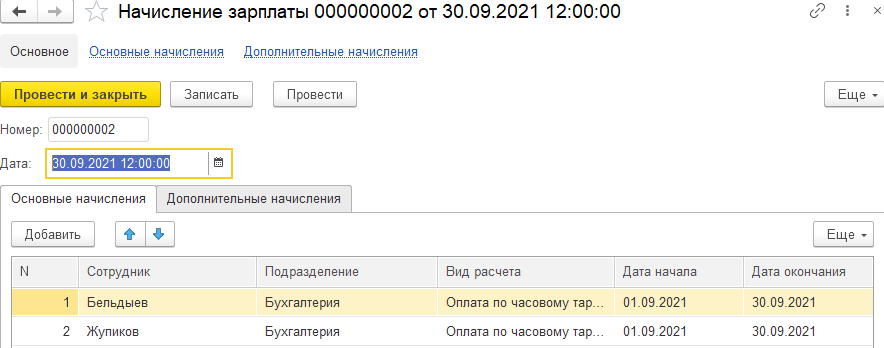 Начисление зарплаты 000000002 от 30.09.2021 12:00:00
Основное Основные начисления Дополнительные начисления
Провести и закрыть Записать Провести Еще
Номер: 000000002
Дата: 30.09.2021 12:00:00
Основные начисления Дополнительные начисления
Добавить Еще
N Сотрудник Подразделение Вид расчета Дата начала Дата окончания
1 Бельдыев Бухгалтерия Оплата по часовому тар... 01.09.2021 30.09.2021
2 Жупиков Бухгалтерия Оплата по часовому тар... 01.09.2021 30.09.2021